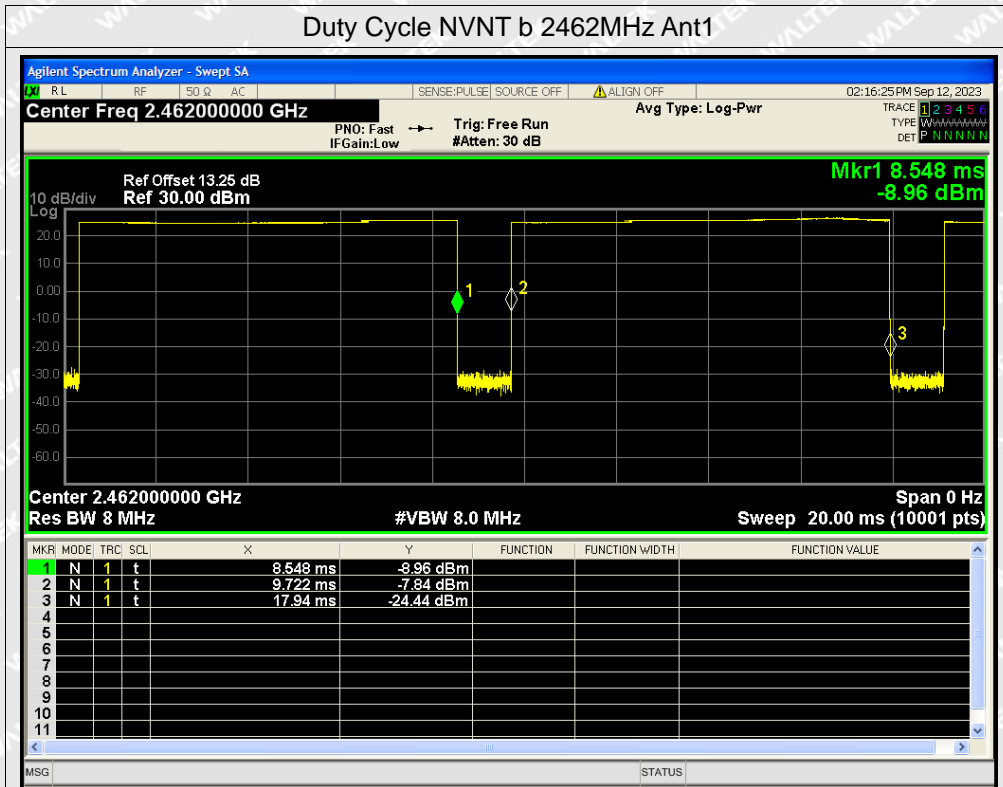 Duty Cycle NVNT b 2462MHz Ant1
Agilent Spectrum Analyzer - Swept SA
LXI RL RF 50 Ω AC SENSE:PULSE SOURCE OFF ALIGN OFF 02:16:25 PM Sep 12, 2023
Center Freq 2.462000000 GHz
PNO: Fast
IFGain:Low
Trig: Free Run
#Atten: 30 dB
Avg Type: Log-Pwr
TRACE 1 2 3 4 5 6
TYPE WWWWWW
DET P N N N N N
Mkr1 8.548 ms
-8.96 dBm
Ref Offset 13.25 dB
10 dB/div Ref 30.00 dBm
Log
20.0
10.0
0.00
-10.0
-20.0
-30.0
-40.0
-50.0
-60.0
1
2
3
Center 2.462000000 GHz Span 0 Hz
Res BW 8 MHz #VBW 8.0 MHz Sweep 20.00 ms (10001 pts)
MKR MODE TRC SCL X Y FUNCTION FUNCTION WIDTH FUNCTION VALUE
1 N 1 t 8.548 ms -8.96 dBm
2 N 1 t 9.722 ms -7.84 dBm
3 N 1 t 17.94 ms -24.44 dBm
4
5
6
7
8
9
10
11
MSG STATUS
WALTEK